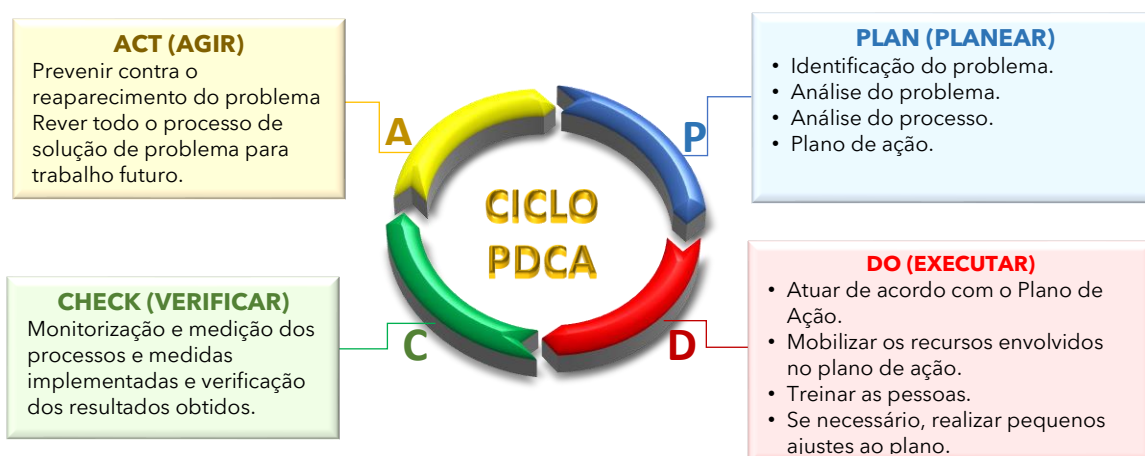 ACT (AGIR)
Prevenir contra o
reaparecimento do problema
Rever todo o processo de
solução de problema para
trabalho futuro.
PLAN (PLANEAR)
• Identificação do problema.
• Análise do problema.
• Análise do processo.
• Plano de ação.
A
P
CICLO
PDCA
CHECK (VERIFICAR)
Monitorização e medição dos
processos e medidas
implementadas e verificação
dos resultados obtidos.
C
D
DO (EXECUTAR)
• Atuar de acordo com o Plano de
Ação.
• Mobilizar os recursos envolvidos
no plano de ação.
• Treinar as pessoas.
• Se necessário, realizar pequenos
ajustes ao plano.